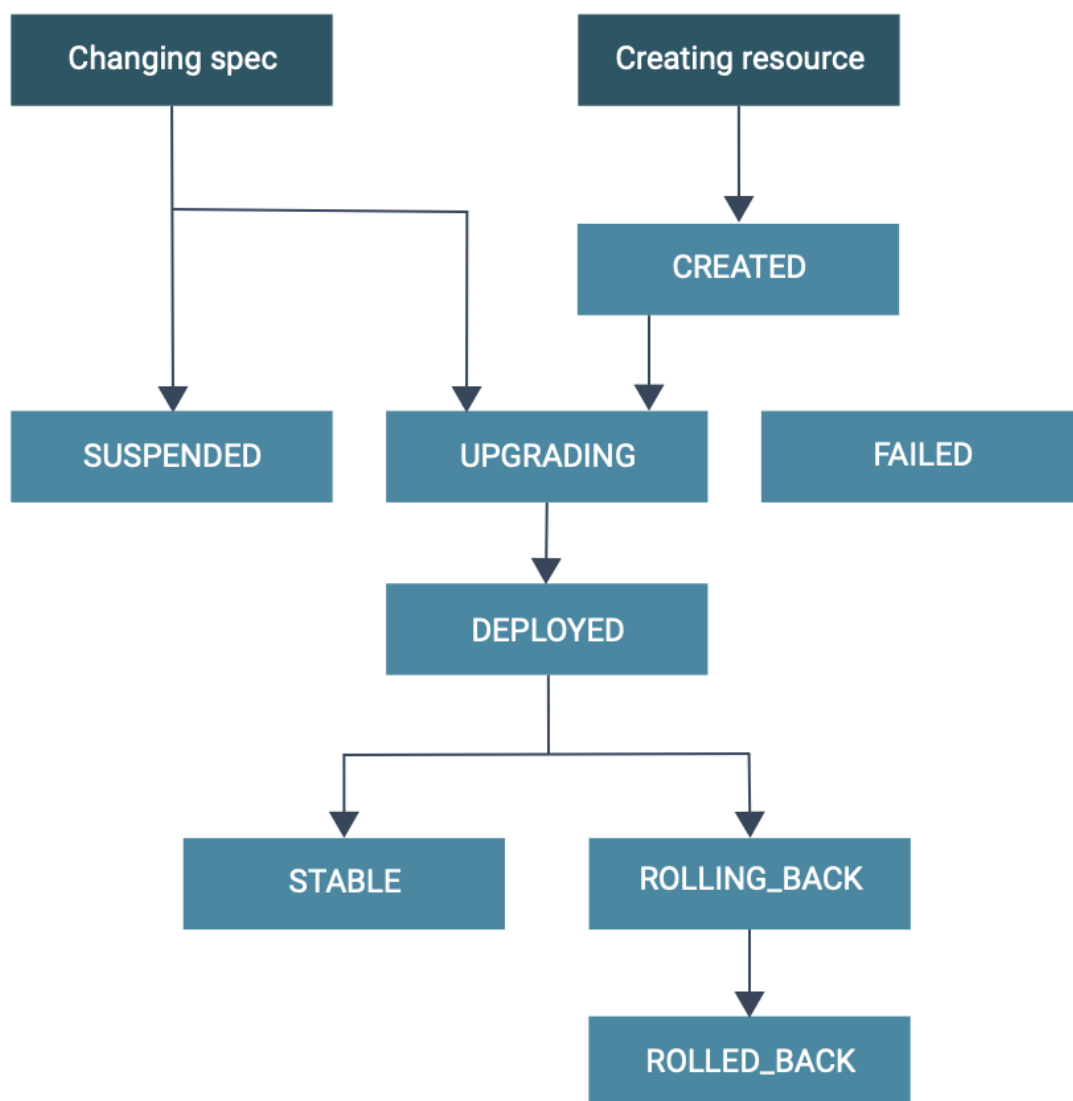 Changing spec
Creating resource
CREATED
SUSPENDED
UPGRADING
FAILED
DEPLOYED
STABLE
ROLLING_BACK
ROLLED_BACK